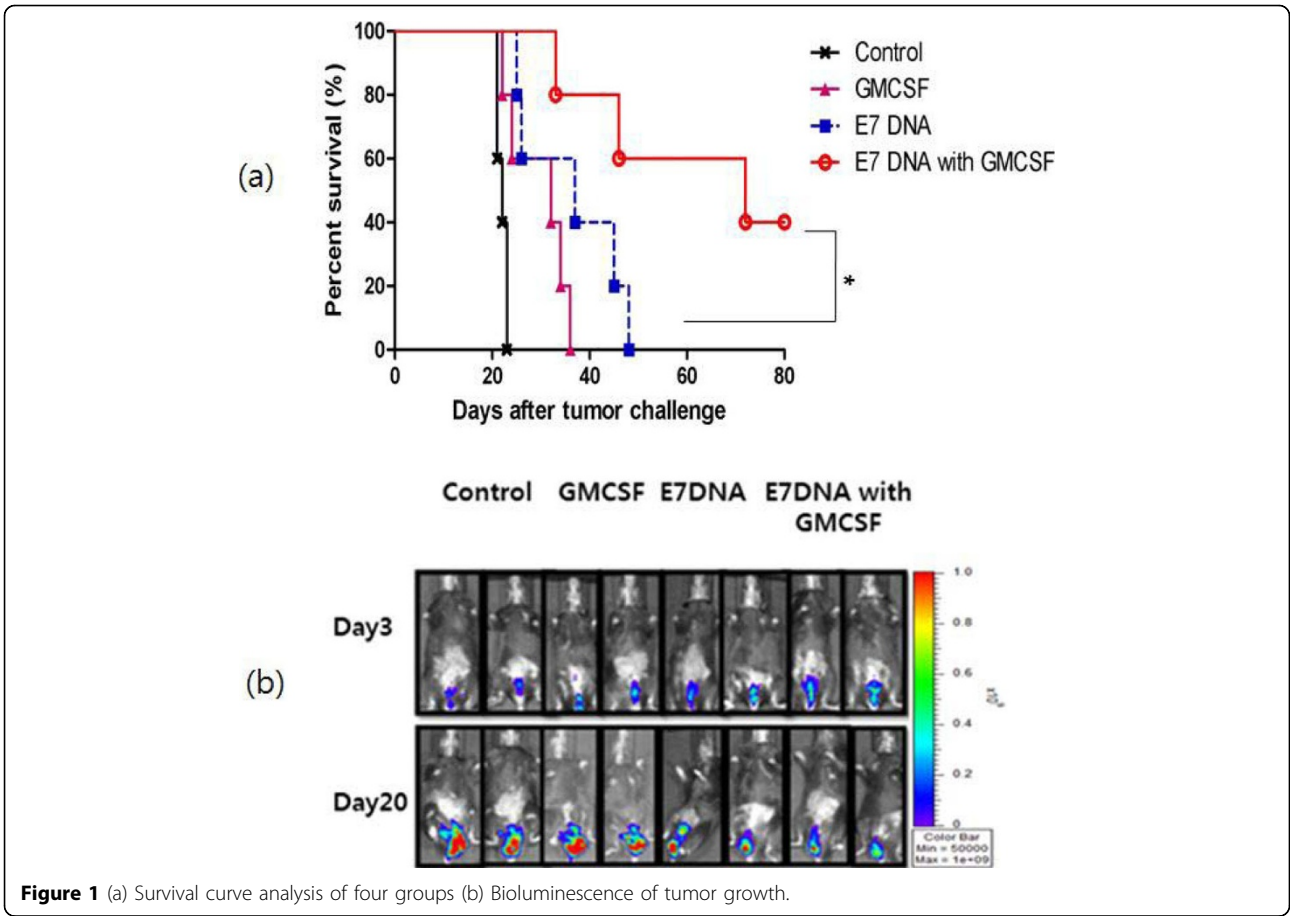 (a)
Percent survival (%)
100
80
60
40
20
0
0 20 40 60 80
Days after tumor challenge
Control
GMCSF
E7 DNA
E7 DNA with GMCSF
*
(b)
Control GMCSF E7DNA E7DNA with
GMCSF
Day3
Day20
1.0
0.8
0.6
0.4
0.2
0
Color Bar
Min = 50000
Max = 1e+09
Figure 1 (a) Survival curve analysis of four groups (b) Bioluminescence of tumor growth.